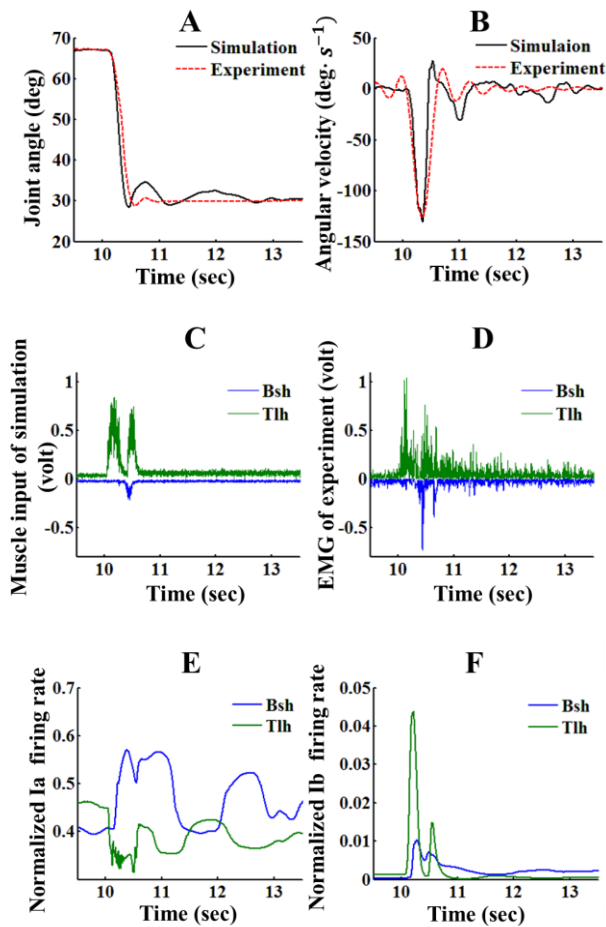 A
Joint angle (deg)
70
60
50
40
30
20
Simulation
Experiment
10 11 12 13
Time (sec)
B
Angular velocity (deg· s⁻¹)
50
0
-50
-100
-150
Simulaion
Experiment
10 11 12 13
Time (sec)
C
Muscle input of simulation
(volt)
1
0.5
0
-0.5
Bsh
Tlh
10 11 12 13
Time (sec)
D
EMG of experiment (volt)
1
0.5
0
-0.5
Bsh
Tlh
10 11 12 13
Time (sec)
E
Normalized Ia firing rate
0.7
0.6
0.5
0.4
Bsh
Tlh
10 11 12 13
Time (sec)
F
Normalized Ib firing rate
0.05
0.04
0.03
0.02
0.01
0
Bsh
Tlh
10 11 12 13
Time (sec)